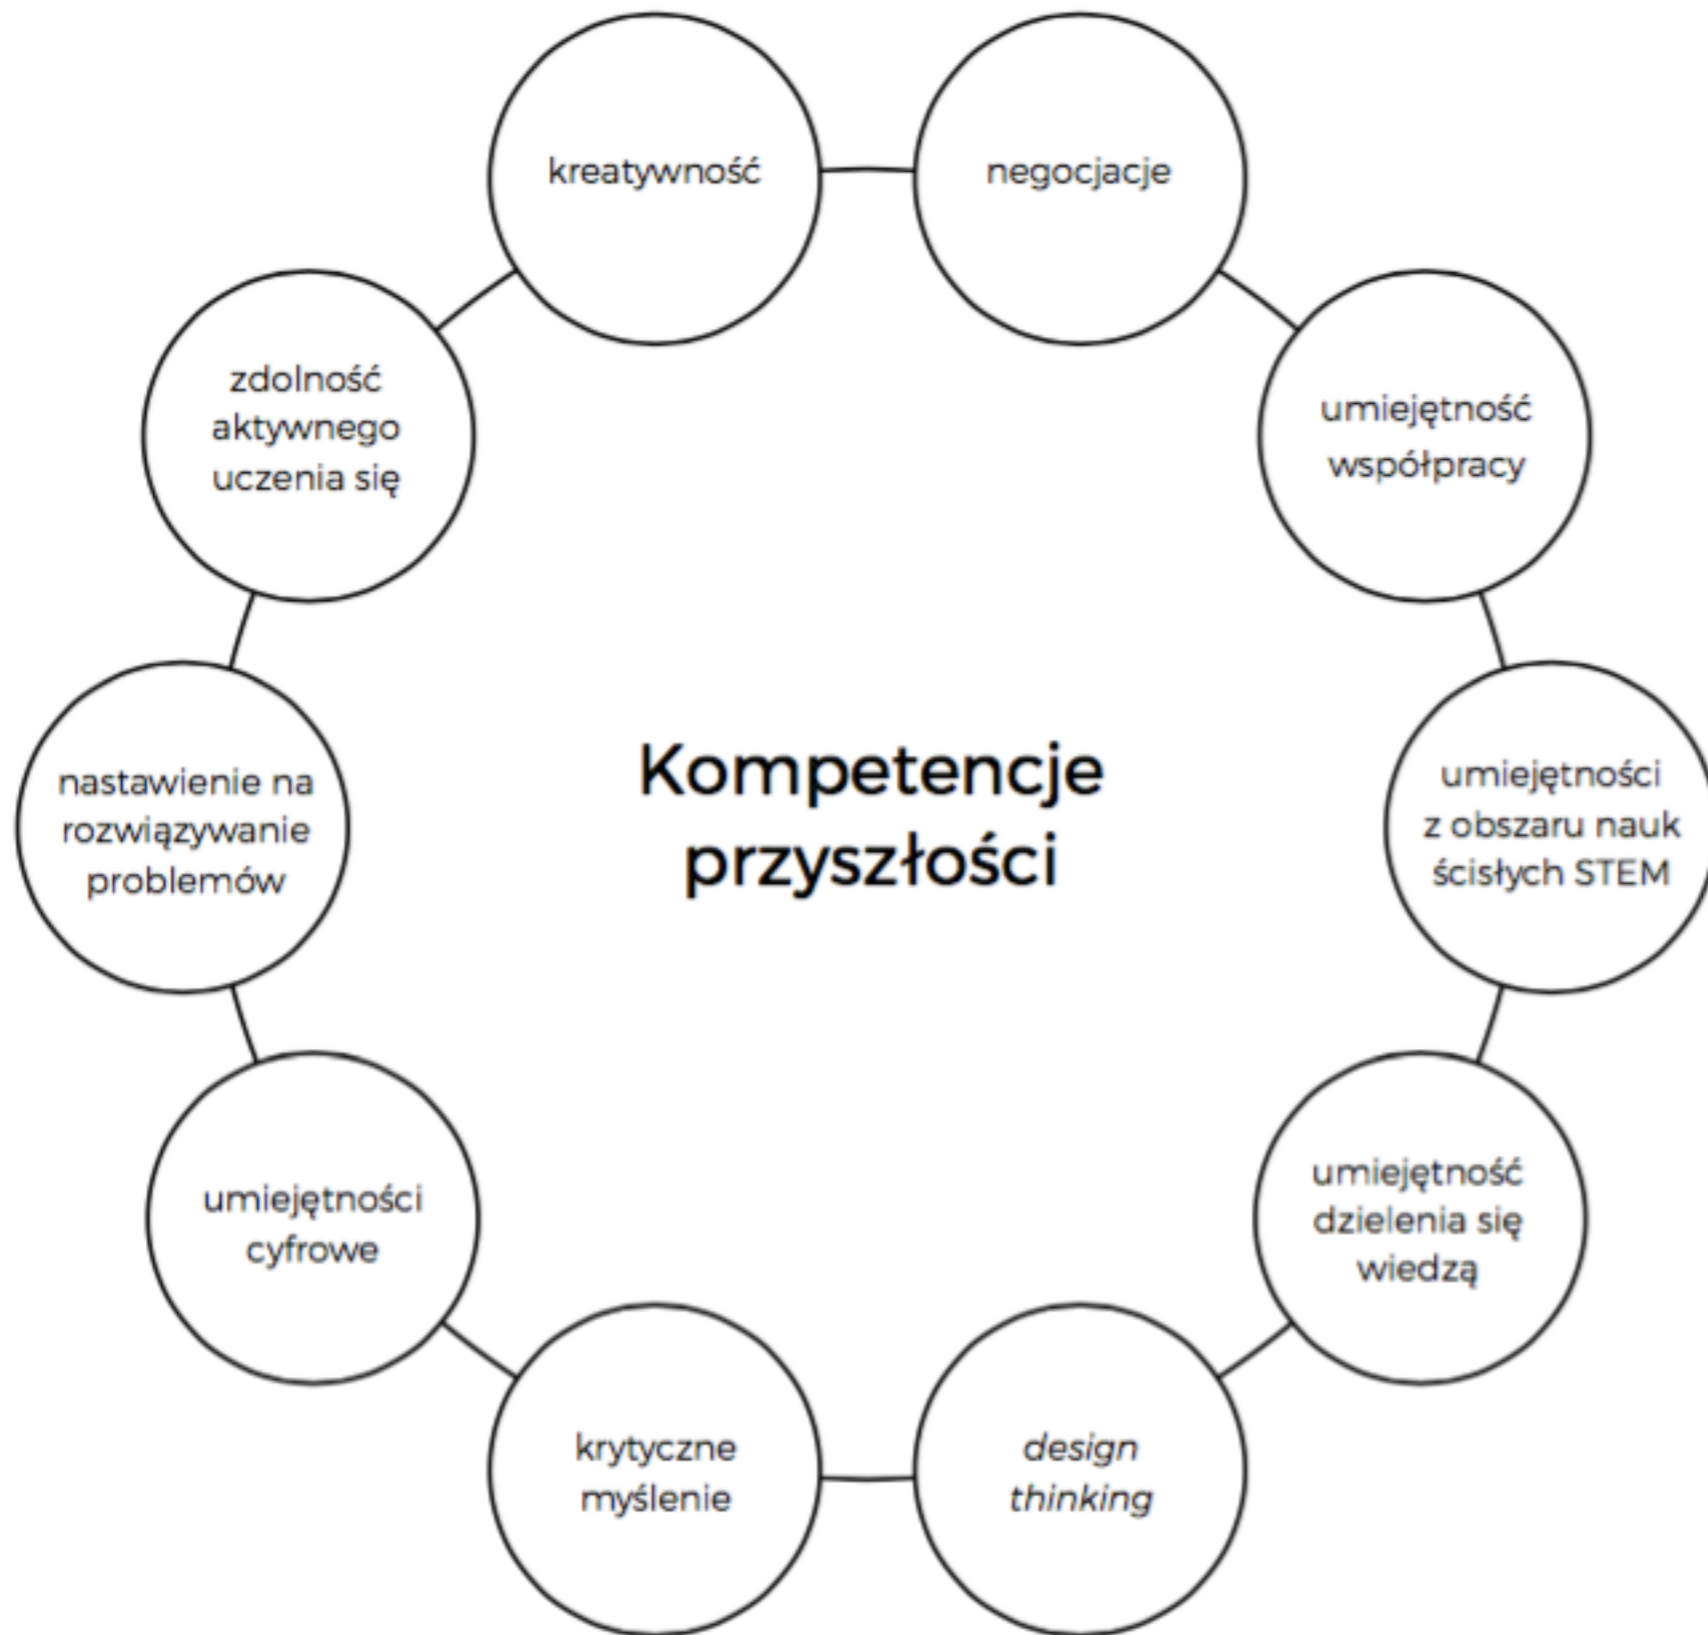 kreatywność
negocjacje
zdolność
aktywnego
uczenia się
umiejętność
współpracy
nastawienie na
rozwiązywanie
problemów
Kompetencje
przyszłości
umiejętności
z obszaru nauk
ścisłych STEM
umiejętności
cyfrowe
umiejętność
dzielenia się
wiedzą
krytyczne
myślenie
design
thinking